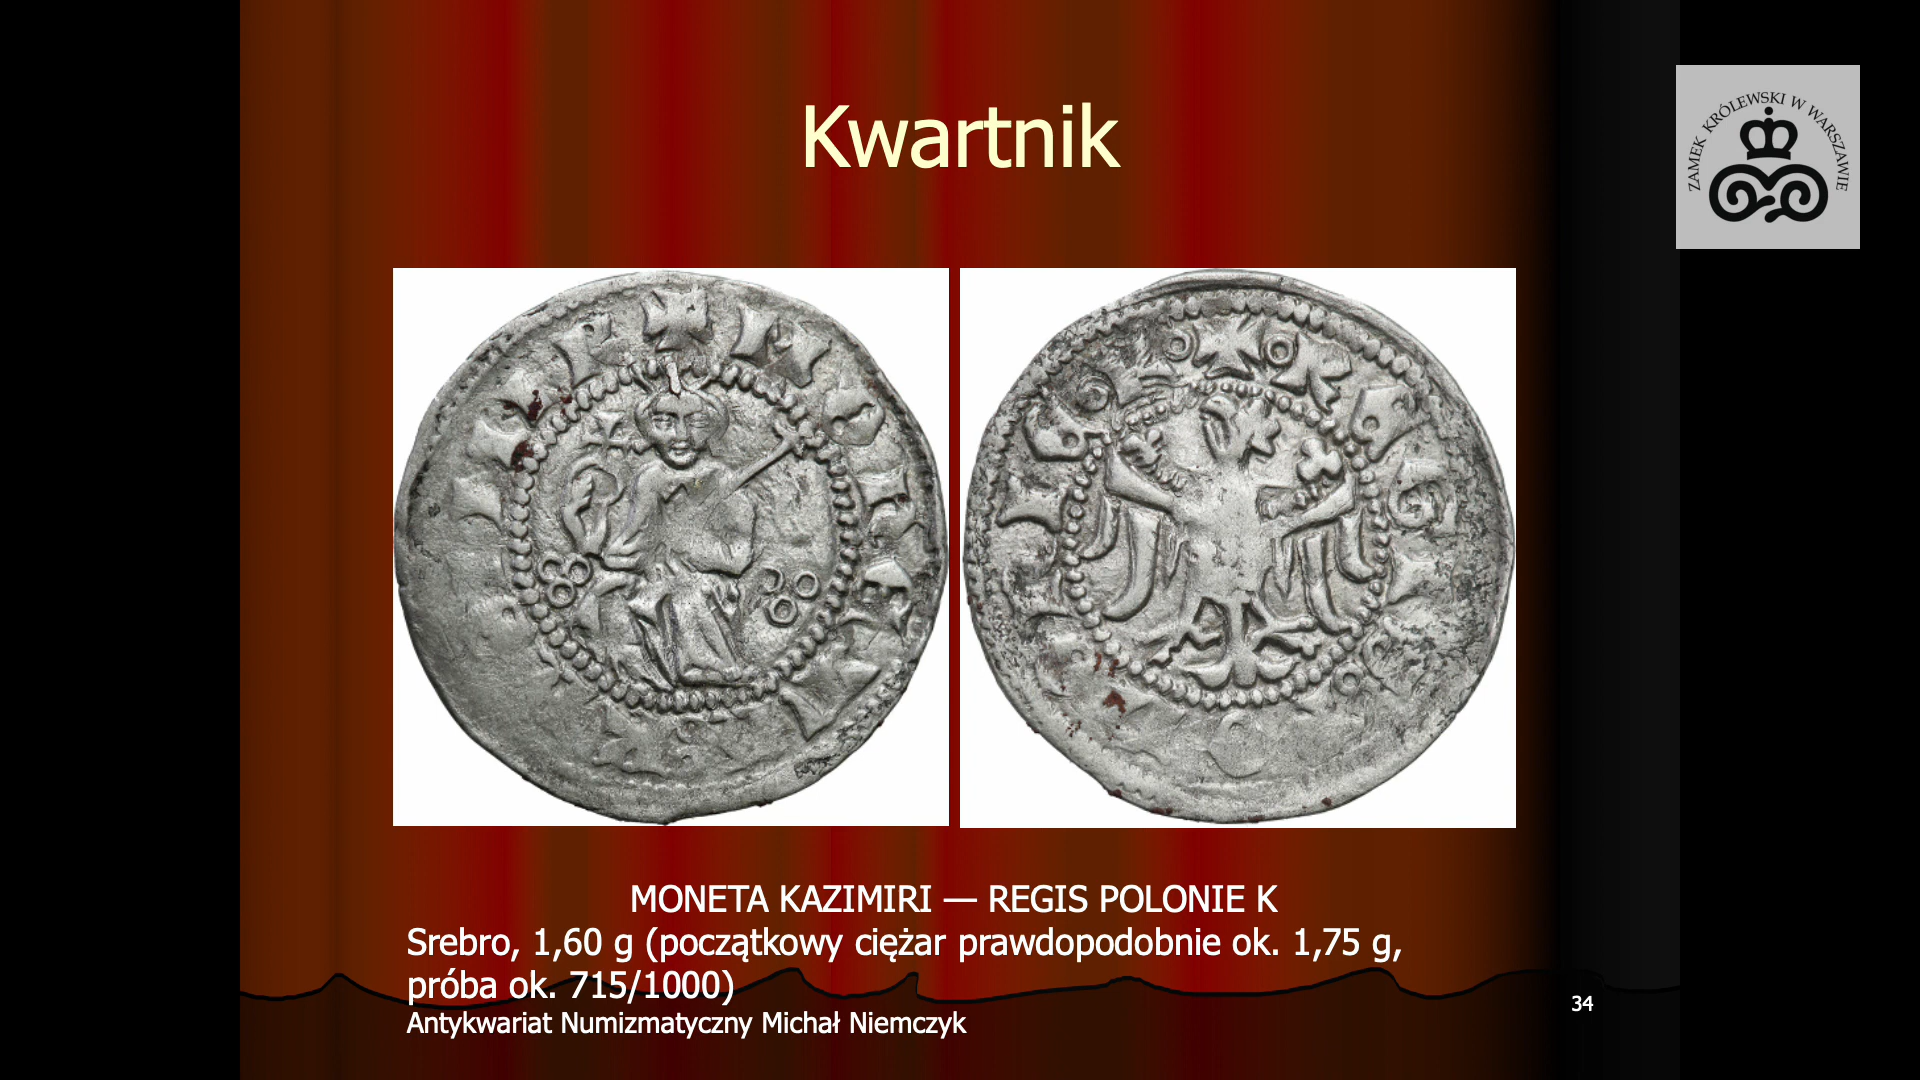 Kwartnik
ZAMEK KRÓLEWSKI W WARSZAWIE
MONETA KAZIMIRI — REGIS POLONIE K
Srebro, 1,60 g (początkowy ciężar prawdopodobnie ok. 1,75 g,
próba ok. 715/1000)
Antykwariat Numizmatyczny Michał Niemczyk
34